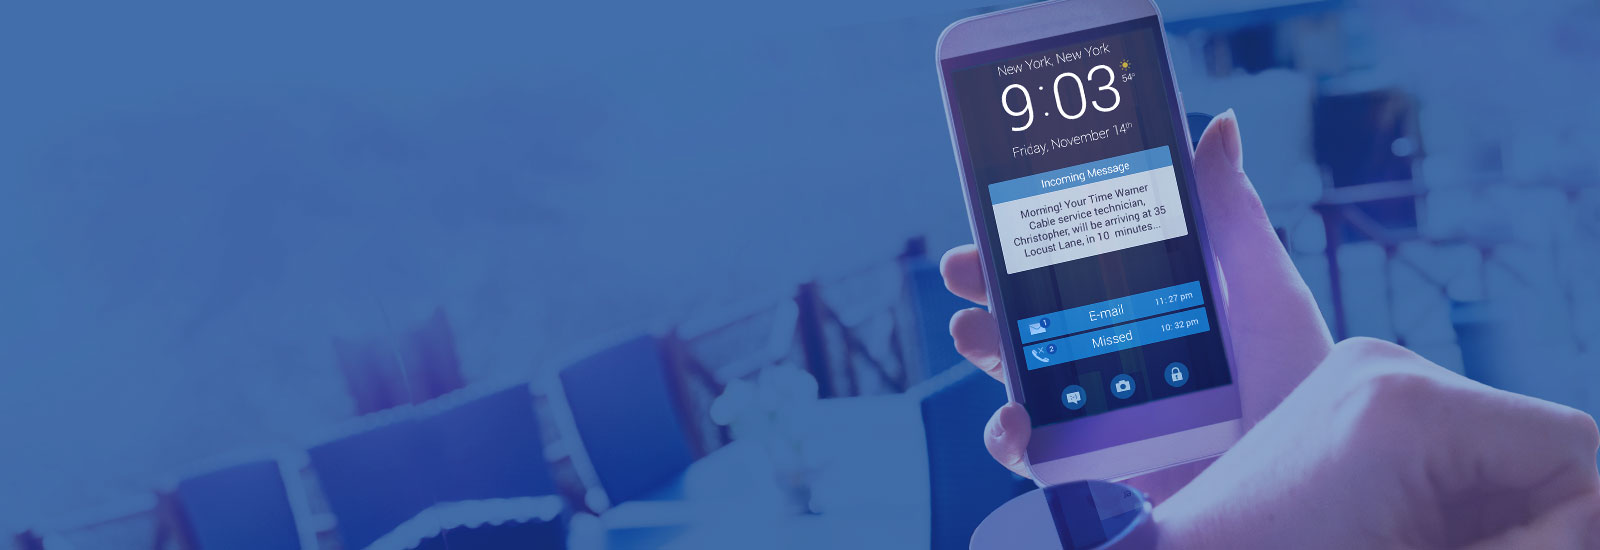 New York, New York
9:03
54°
Friday, November 14th
Incoming Message
Morning! Your Time Warner
Cable service technician,
Christopher, will be arriving at 35
Locust Lane, in 10 minutes...
1 E-mail 11:27 pm
2 Missed 10:32 pm